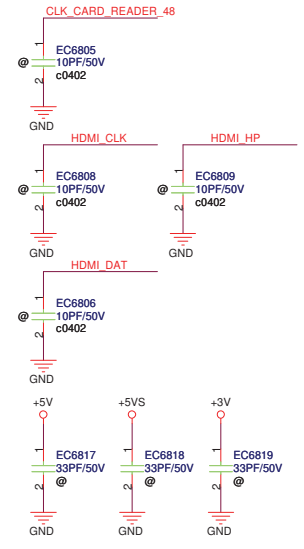 CLK_CARD_READER_48
1
EC6805
@ 10PF/50V
2 c0402
GND
HDMI_CLK HDMI_HP
1 1
EC6808 EC6809
@ 10PF/50V @ 10PF/50V
2 c0402 2 c0402
GND GND
HDMI_DAT
1
EC6806
@ 10PF/50V
2 c0402
GND
+5V +5VS +3V
1 1 1
EC6817 EC6818 EC6819
33PF/50V 33PF/50V 33PF/50V
2 @ 2 @ 2 @
GND GND GND